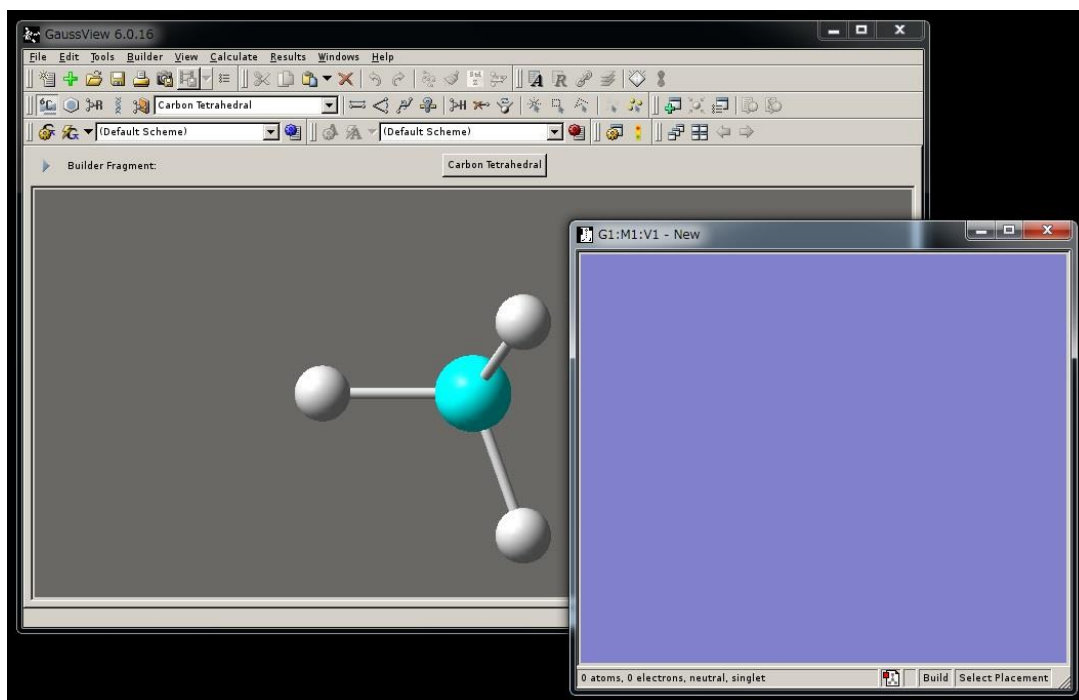 GaussView 6.0.16
File Edit Tools Builder View Calculate Results Windows Help
Carbon Tetrahedral
(Default Scheme) (Default Scheme)
Builder Fragment: Carbon Tetrahedral
G1:M1:V1 - New
0 atoms, 0 electrons, neutral, singlet Build Select Placement